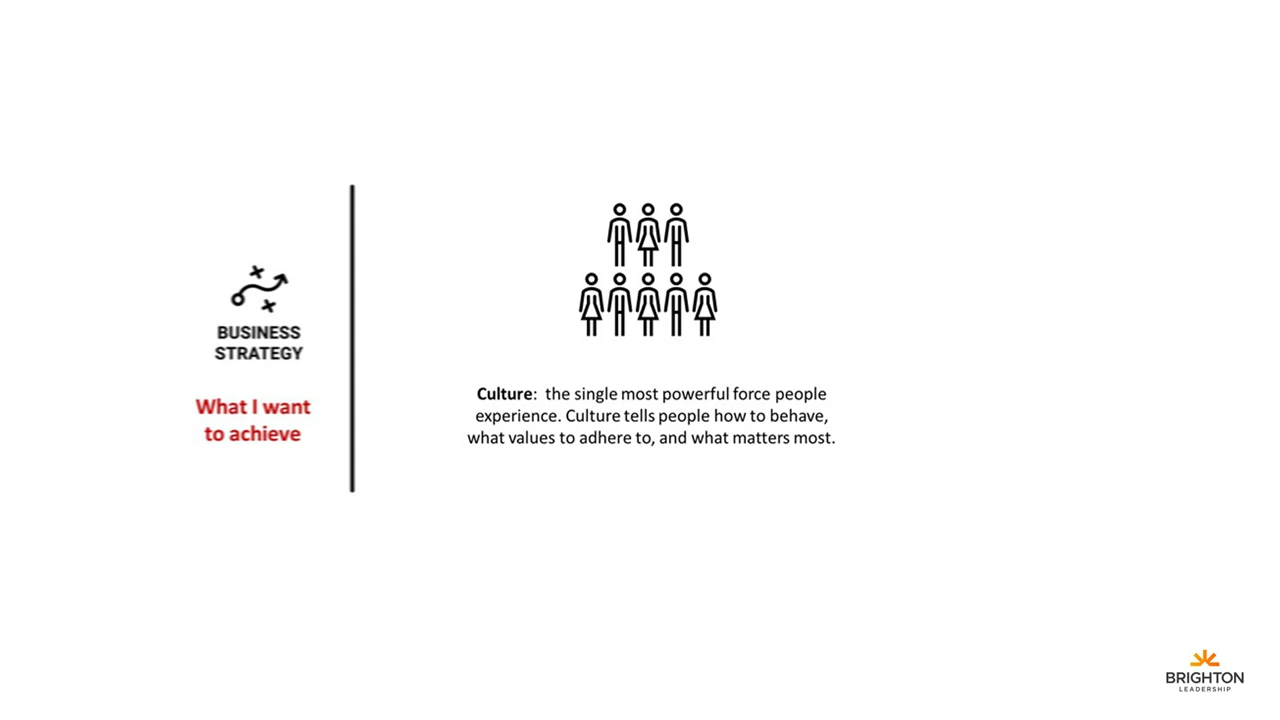 BUSINESS
STRATEGY
What I want
to achieve
Culture:  the single most powerful force people
experience. Culture tells people how to behave,
what values to adhere to, and what matters most.
BRIGHTON
LEADERSHIP